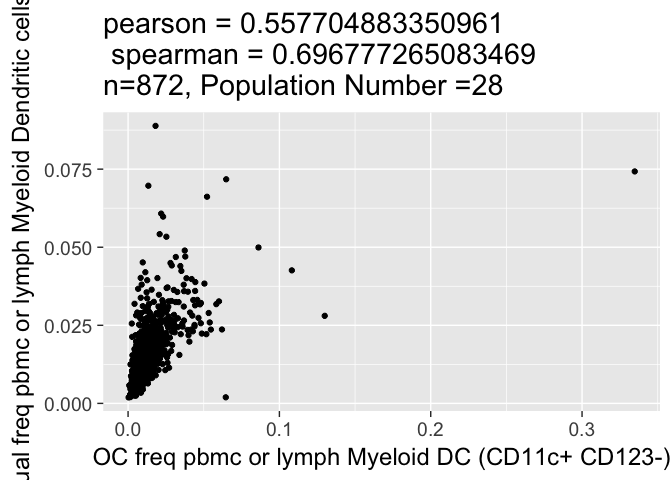 pearson = 0.557704883350961
spearman = 0.696777265083469
n=872, Population Number =28
ual freq pbmc or lymph Myeloid Dendritic cells
0.075
0.050
0.025
0.000
0.0 0.1 0.2 0.3
OC freq pbmc or lymph Myeloid DC (CD11c+ CD123-)